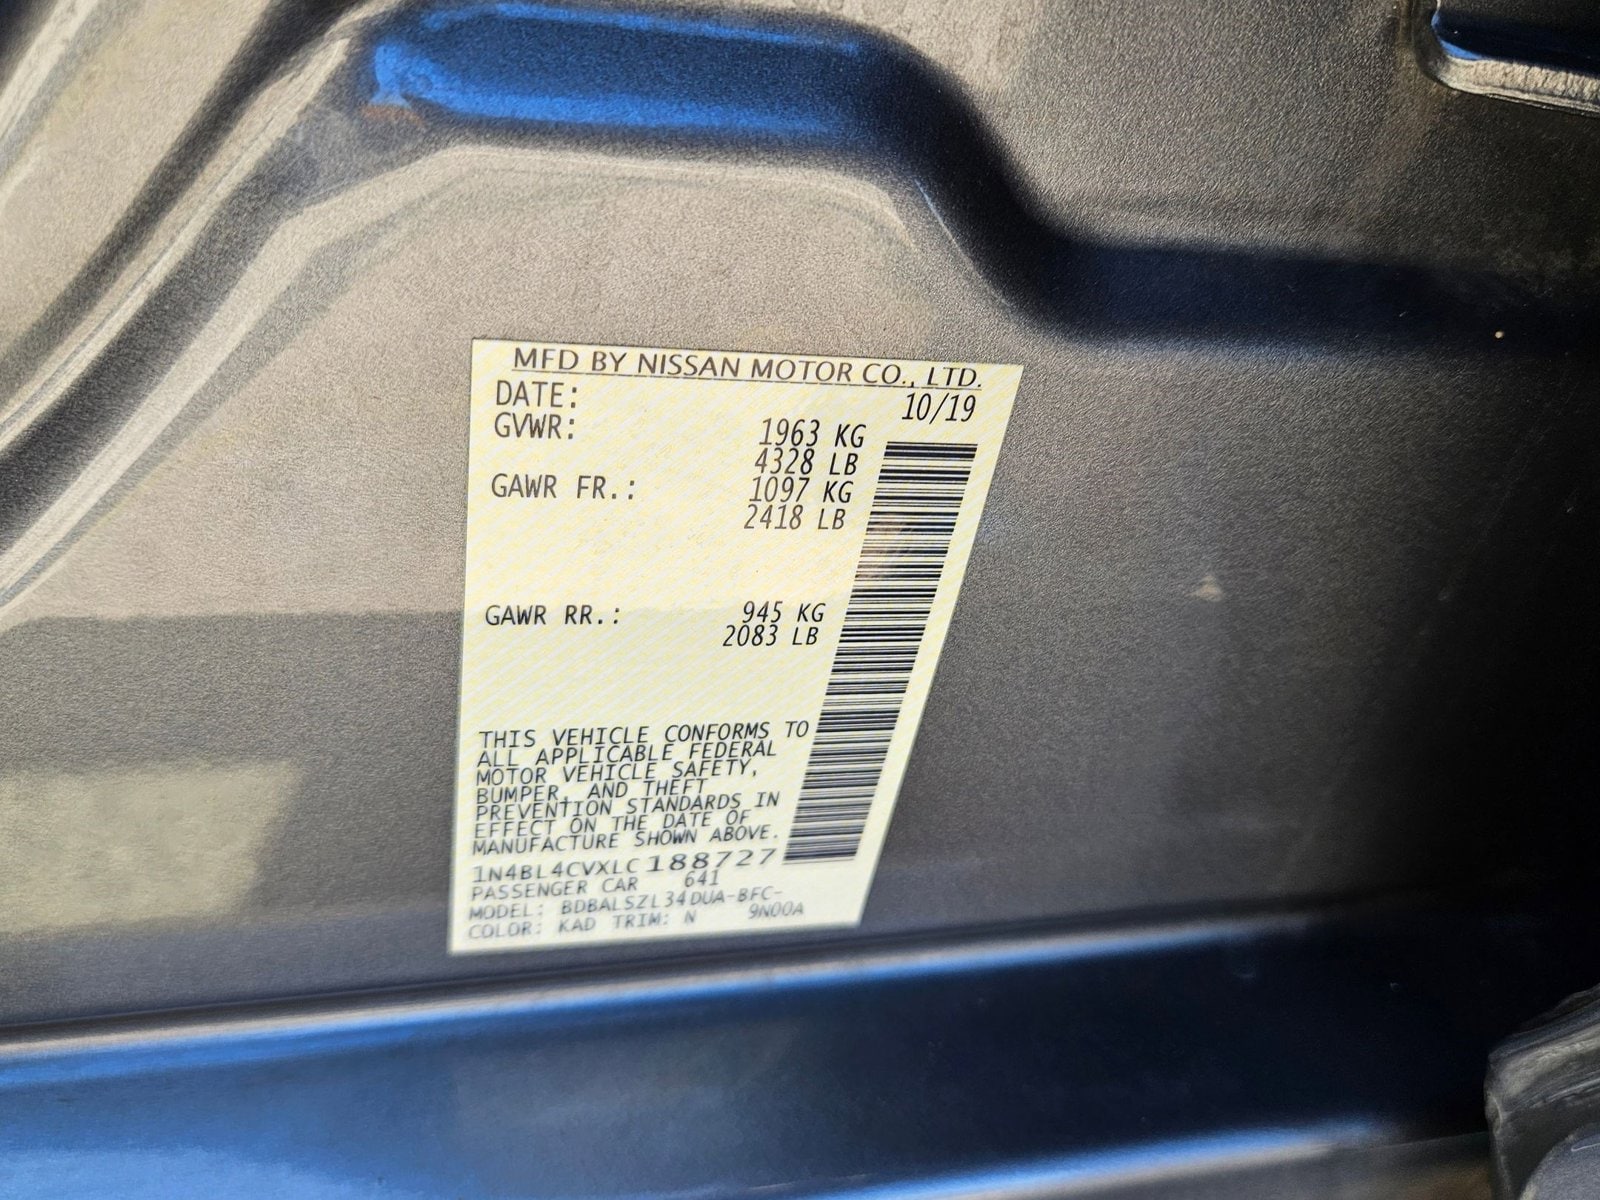 MFD BY NISSAN MOTOR CO., LTD.
DATE: 10/19
GVWR: 1963 KG
4328 LB
GAWR FR.: 1097 KG
2418 LB
GAWR RR.: 945 KG
2083 LB
THIS VEHICLE CONFORMS TO
ALL APPLICABLE FEDERAL
MOTOR VEHICLE SAFETY,
BUMPER, AND THEFT
PREVENTION STANDARDS IN
EFFECT ON THE DATE OF
MANUFACTURE SHOWN ABOVE.
1N4BL4CVXLC188727
PASSENGER CAR 641
MODEL: BDBALSZL34DUA-BFC-
COLOR: KAD TRIM: N 9N00A